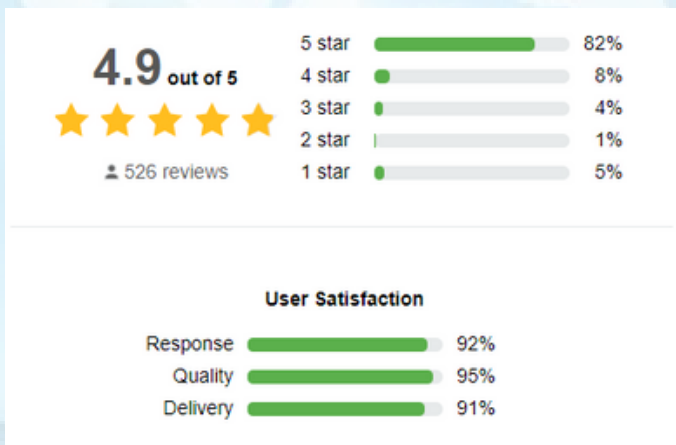 4.9 out of 5
526 reviews
5 star 82%
4 star 8%
3 star 4%
2 star 1%
1 star 5%
User Satisfaction
Response 92%
Quality 95%
Delivery 91%